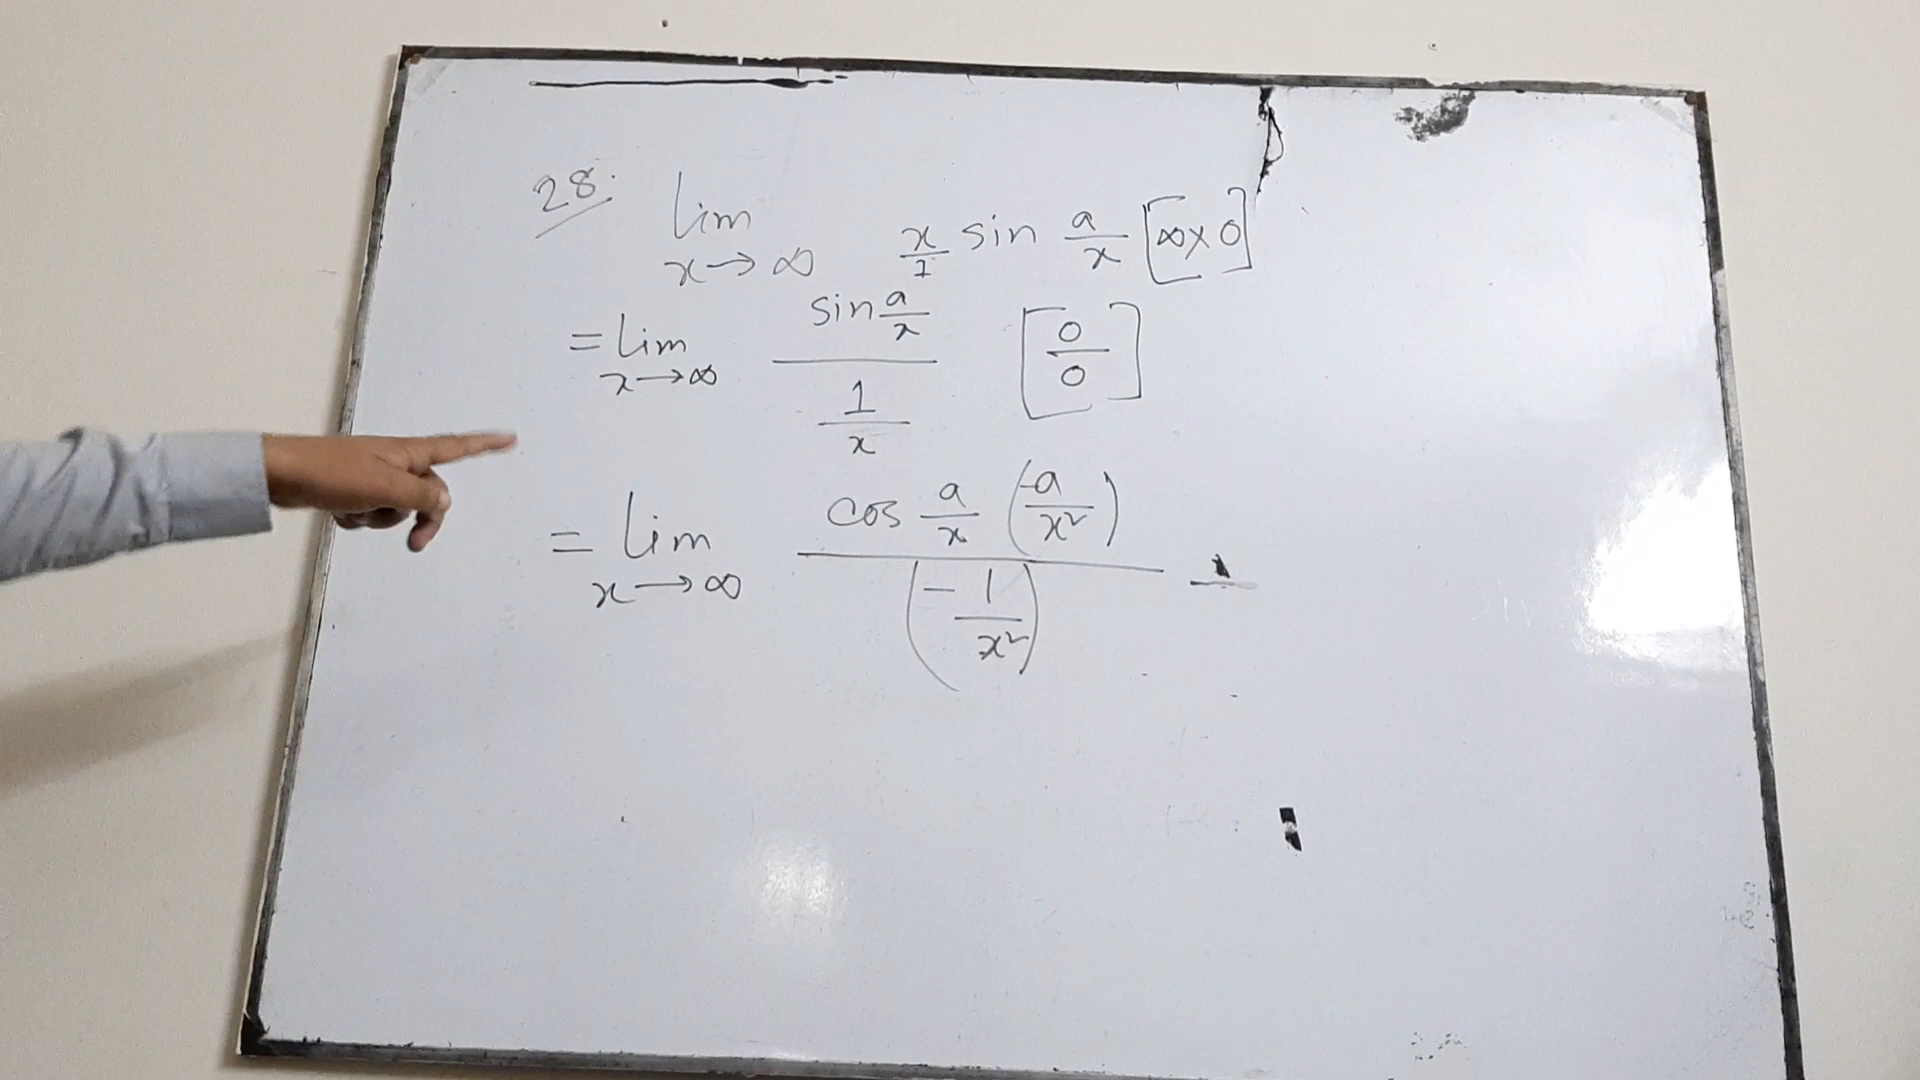 28. lim x→∞ x/1 sin a/x [∞×0]
= lim x→∞ (sin a/x)/(1/x) [0/0]
= lim x→∞ (cos a/x (-a/x²))/(-1/x²)